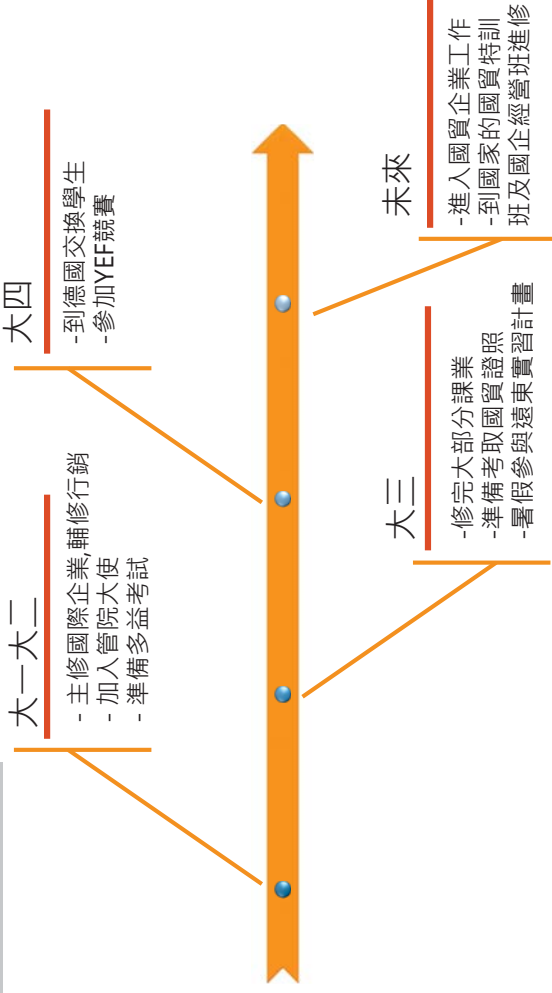 大一大二
- 主修國際企業,輔修行銷
- 加入管院大使
- 準備多益考試
大三
-修完大部分課業
-準備考取國貿證照
-暑假參與遠東實習計畫
大四
-到德國交換學生
-參加YEF競賽
未來
-進入國貿企業工作
-到國家的國貿特訓
班及國企經營班進修